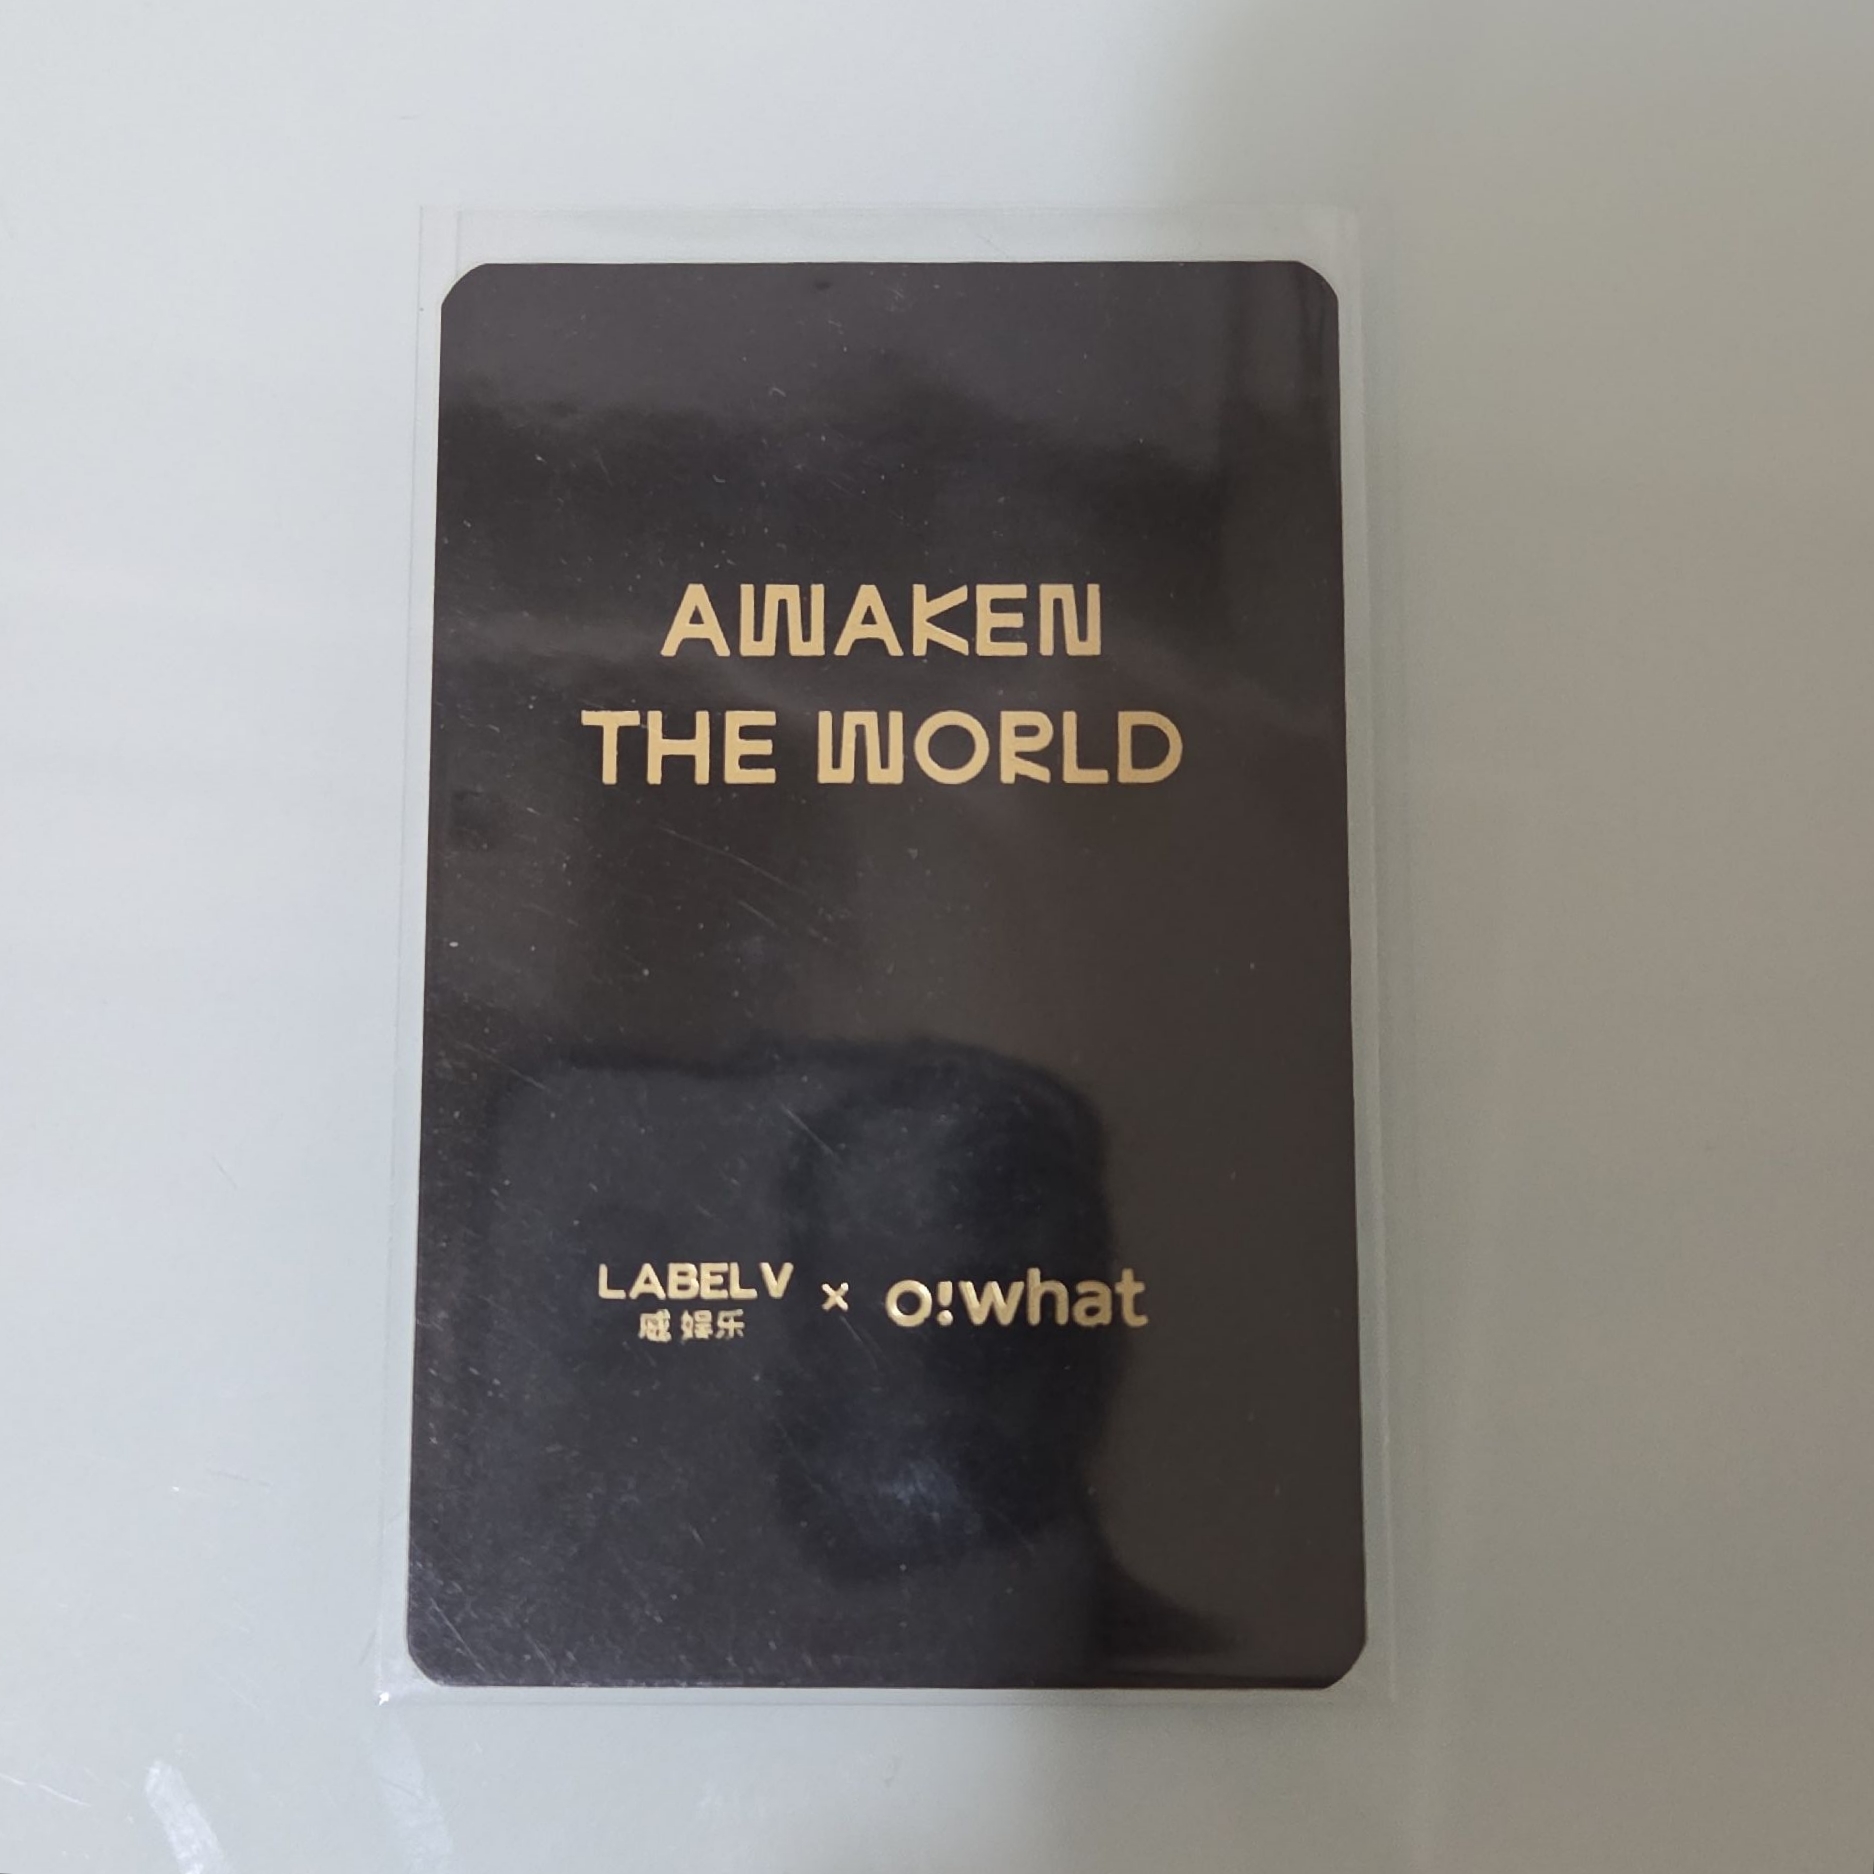 AWAKEN
THE WORLD
LABELV × o!what
威娱乐